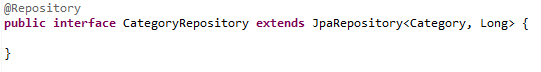 @Repository
public interface CategoryRepository extends JpaRepository<Category, Long> {
}